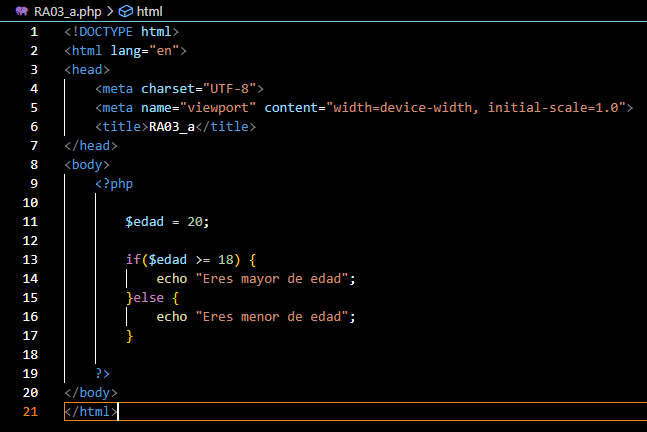 RA03_a.php > html
1 <!DOCTYPE html>
2 <html lang="en">
3 <head>
4     <meta charset="UTF-8">
5     <meta name="viewport" content="width=device-width, initial-scale=1.0">
6     <title>RA03_a</title>
7 </head>
8 <body>
9     <?php
10
11         $edad = 20;
12
13         if($edad >= 18) {
14             echo "Eres mayor de edad";
15         }else {
16             echo "Eres menor de edad";
17         }
18
19     ?>
20 </body>
21 </html>